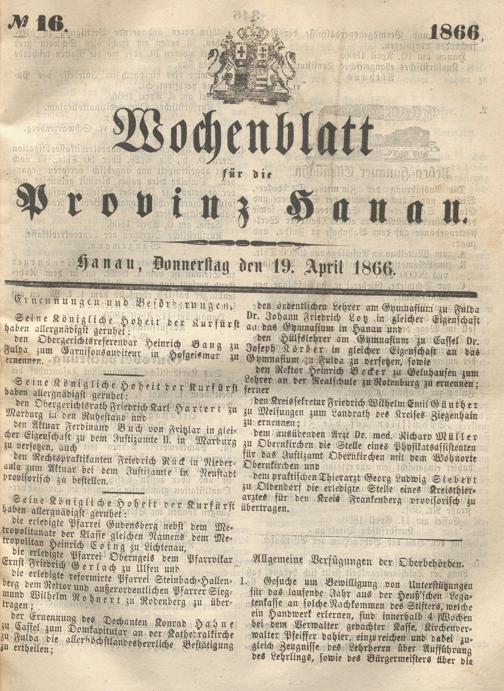 № 16.
1866.
Wochenblatt
für die
Provinz Hanau.
Hanau, Donnerstag den 19. April 1866.
Ernennungen und Beförderungen.
Seine Königliche Hoheit der Kurfürst
haben allergnädigst geruhet:
den Obergerichtsreferendar Heinrich Bang zu
Fulda zum Garnisonsauditeur in Hofgeismar zu
ernennen.
Seine Königliche Hoheit der Kurfürst
haben allergnädigst geruhet:
den Obergerichtsrath Friedrich Karl Hartert zu
Marburg in den Ruhestand und
den Aktuar Ferdinand Buch von Fritzlar in glei-
cher Eigenschaft zu dem Justizamte II. in Marburg
zu versetzen, auch
den Rechtspraktikanten Friedrich Rück in Nieder-
aula zum Aktuar bei dem Justizamte in Neustadt
provisorisch zu bestellen.
Seine Königliche Hoheit der Kurfürst
haben allergnädigst geruhet:
die erledigte Pfarrei Gudensberg nebst dem Me-
tropolitanate der Klasse gleichen Namens dem Me-
tropolitan Heinrich Coing zu Lichtenau,
die erledigte Pfarrei Oberngeis dem Pfarrvikar
Ernst Friedrich Gerlach zu Ulfen und
die erledigte reformirte Pfarrei Steinbach-Hallen-
berg dem Rektor und außerordentlichen Pfarrer Sieg-
mund Wilhelm Rohnert zu Rodenberg zu über-
tragen;
der Ernennung des Dechanten Konrad Hahne
zu Cassel zum Domkapitular an der Kathedralkirche
zu Fulda die allerhöchstlandesherrliche Bestätigung
zu ertheilen;
den ordentlichen Lehrer am Gymnasium zu Fulda
Dr. Johann Friedrich Lotz in gleicher Eigenschaft
an das Gymnasium in Hanau und
den Hülfslehrer am Gymnasium zu Cassel Dr.
Joseph Körber in gleicher Eigenschaft an das
Gymnasium zu Fulda zu versetzen, sowie
den Rektor Heinrich Becker zu Gelnhausen zum
Lehrer an der Realschule zu Rotenburg zu ernennen;
ferner
den Kreissekretar Friedrich Wilhelm Emil Günther
zu Melsungen zum Landrath des Kreises Ziegenhain
zu ernennen;
dem ausübenden Arzt Dr. med. Richard Müller
zu Obernkirchen die Stelle eines Physikatsassistenten
für das Justizamt Obernkirchen mit dem Wohnorte
Obernkirchen und
dem praktischen Thierarzt Georg Ludwig Siebert
zu Oldendorf die erledigte Stelle eines Kreisthier-
arztes für den Kreis Frankenberg provisorisch zu
übertragen.
Allgemeine Verfügungen der Oberbehörden.
1. Gesuche um Bewilligung von Unterstützungen
für das laufende Jahr aus der Heuß'schen Lega-
tenkasse an solche Nachkommen des Stifters, welche
ein Handwerk erlernen, sind innerhalb 4 Wochen
bei dem Verwalter gedachter Kasse, Kirchenver-
walter Pfeiffer dahier, einzureichen und dabei zu-
gleich Zeugnisse des Lehrherrn über Aufführung
des Lehrlings, sowie des Bürgermeisters über die